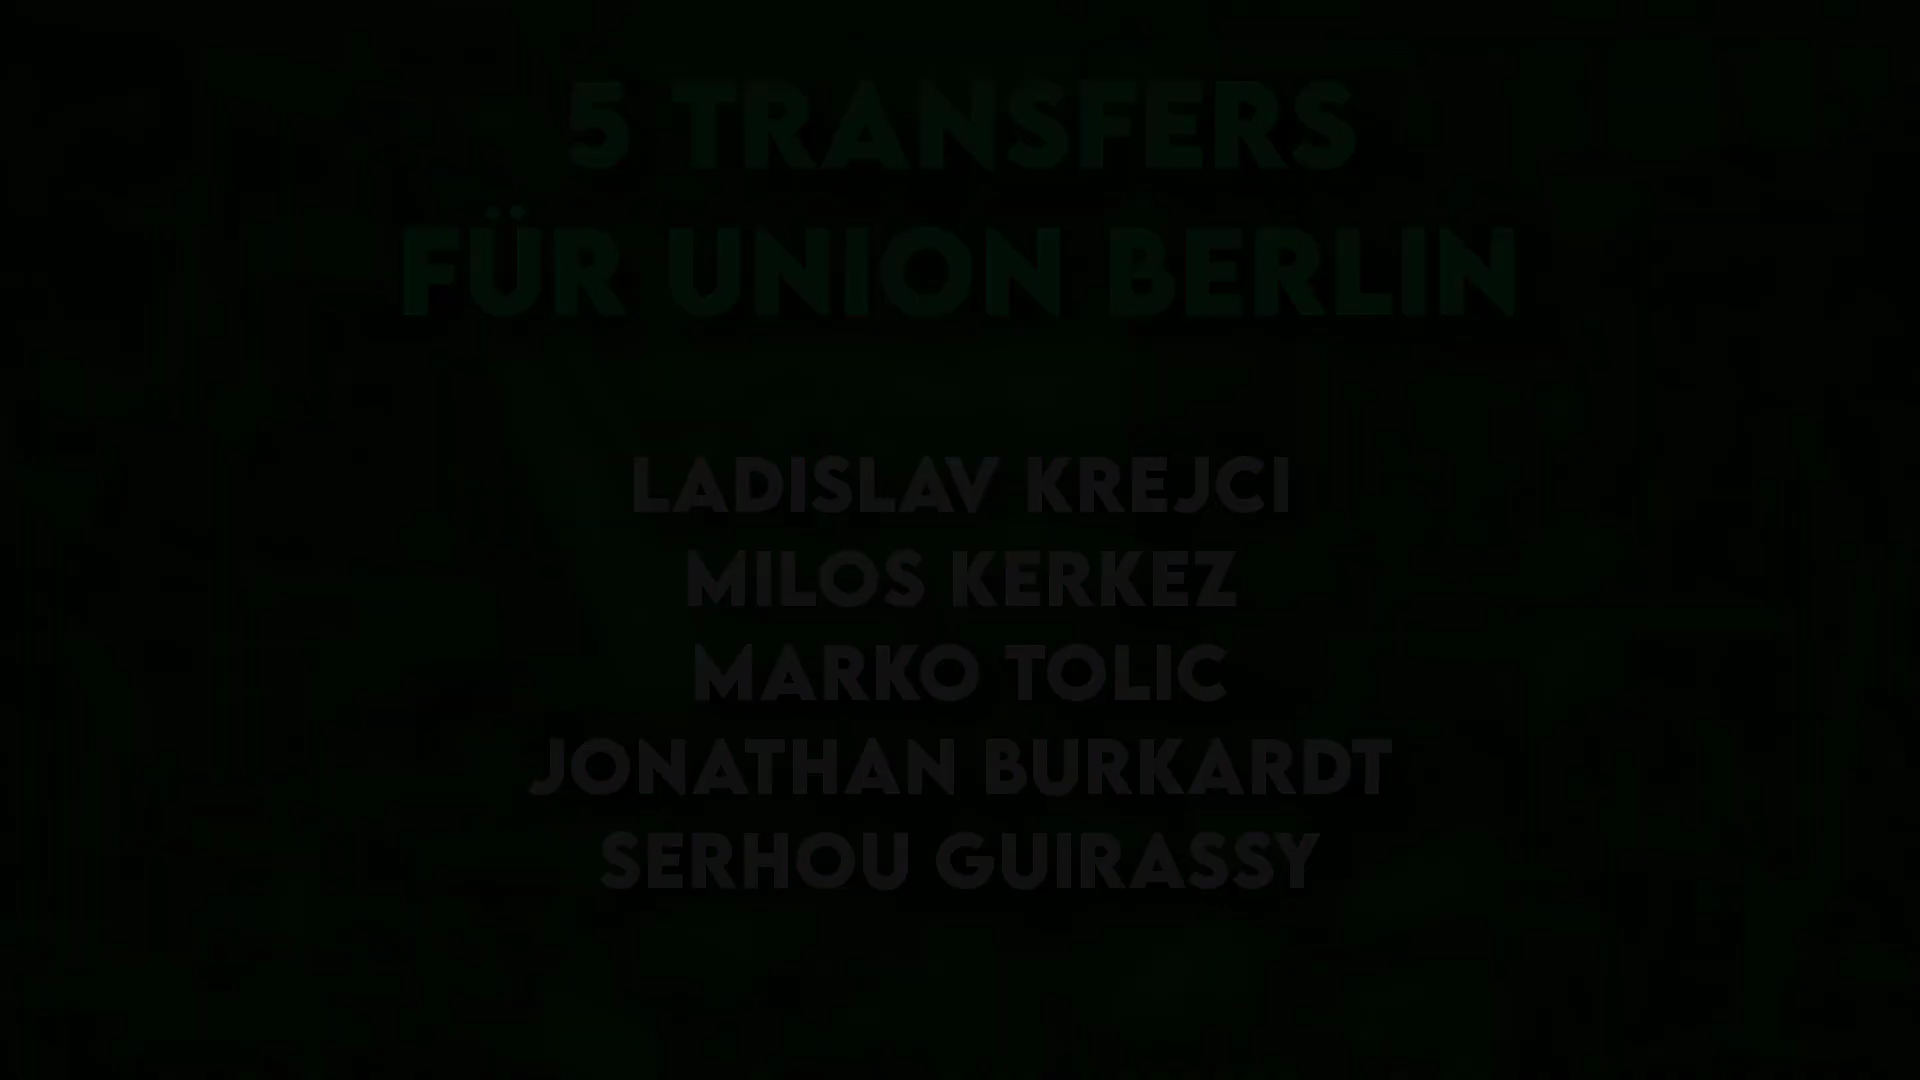 5 TRANSFERS
FÜR UNION BERLIN
LADISLAV KREJCI
MILOS KERKEZ
MARKO TOLIC
JONATHAN BURKARDT
SERHOU GUIRASSY